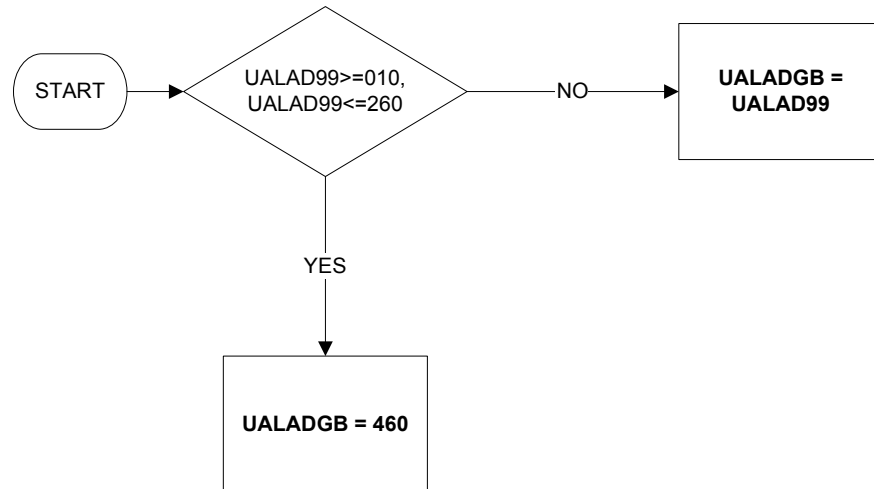 START
UALAD99>=010,
UALAD99<=260
NO
UALADGB =
UALAD99
YES
UALADGB = 460